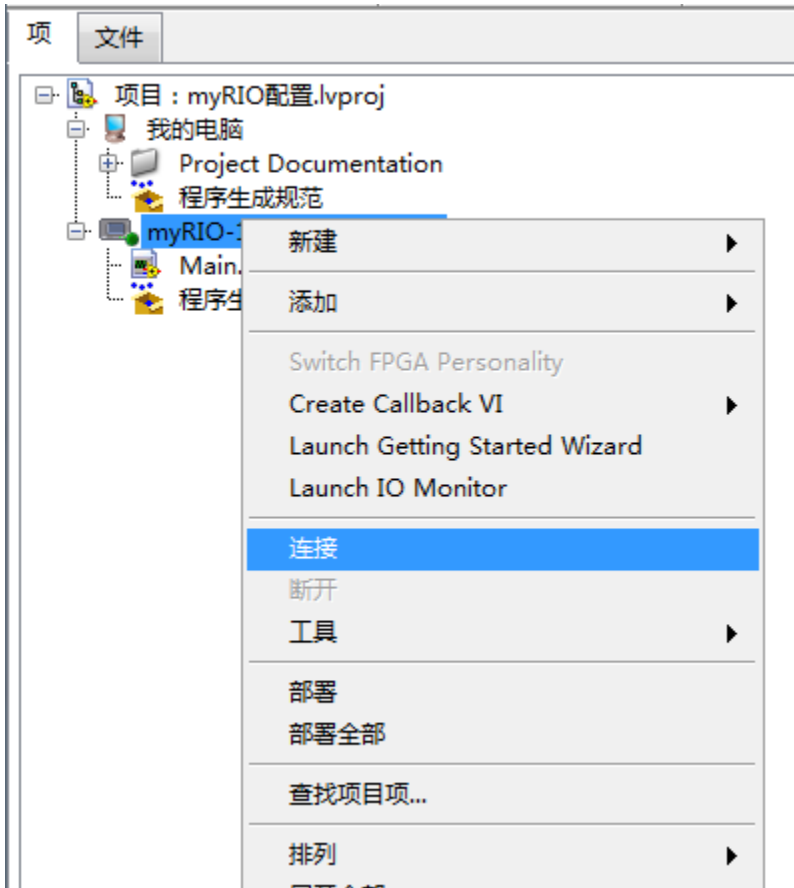 项 文件
项目：myRIO配置.lvproj
我的电脑
Project Documentation
程序生成规范
myRIO-1
Main.
程序生
新建
添加
Switch FPGA Personality
Create Callback VI
Launch Getting Started Wizard
Launch IO Monitor
连接
断开
工具
部署
部署全部
查找项目项...
排列